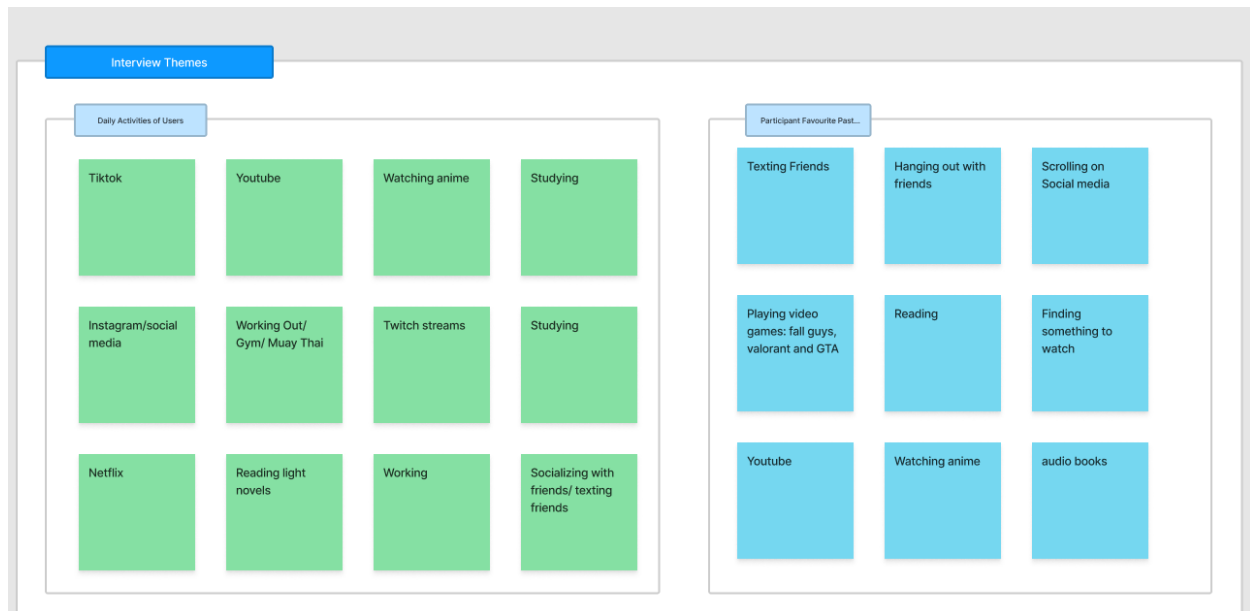 Interview Themes
Daily Activities of Users
Tiktok
Youtube
Watching anime
Studying
Instagram/social
media
Working Out/
Gym/ Muay Thai
Twitch streams
Studying
Netflix
Reading light
novels
Working
Socializing with
friends/ texting
friends
Participant Favourite Past...
Texting Friends
Hanging out with
friends
Scrolling on
Social media
Playing video
games: fall guys,
valorant and GTA
Reading
Finding
something to
watch
Youtube
Watching anime
audio books